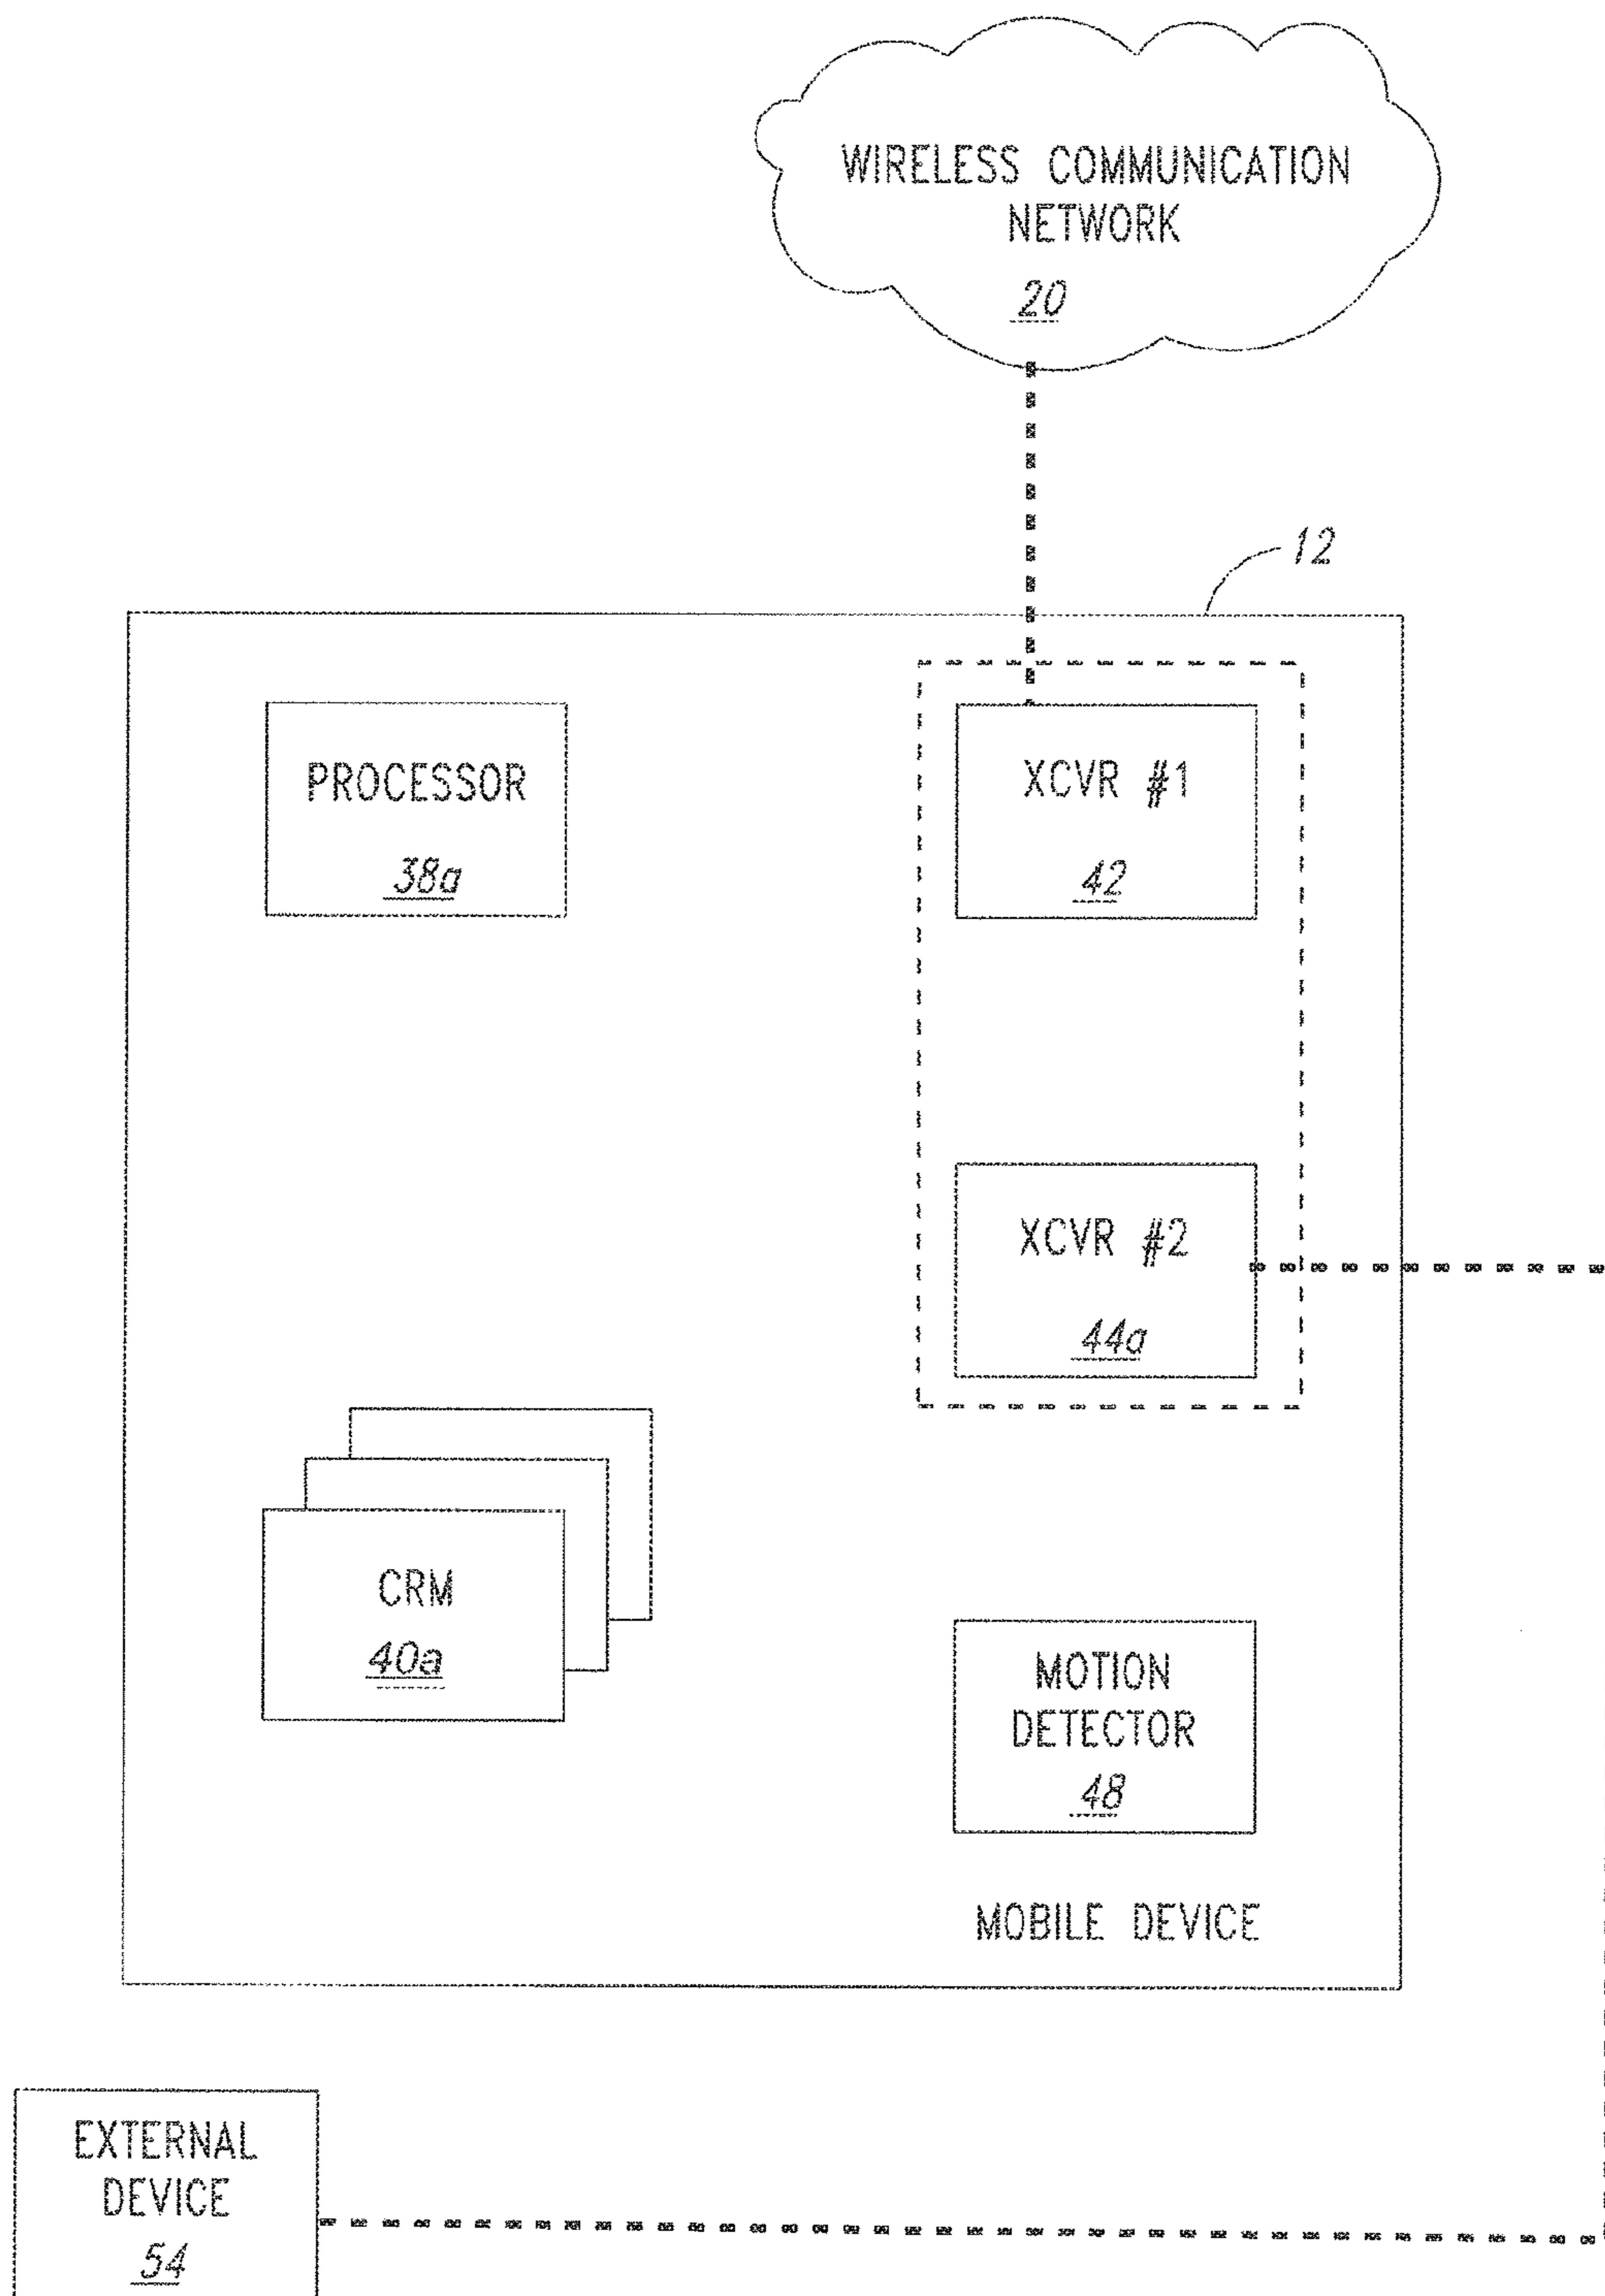 WIRELESS COMMUNICATION
NETWORK
20
12
PROCESSOR
38a
XCVR #1
42
XCVR #2
44a
CRM
40a
MOTION
DETECTOR
48
MOBILE DEVICE
EXTERNAL
DEVICE
54